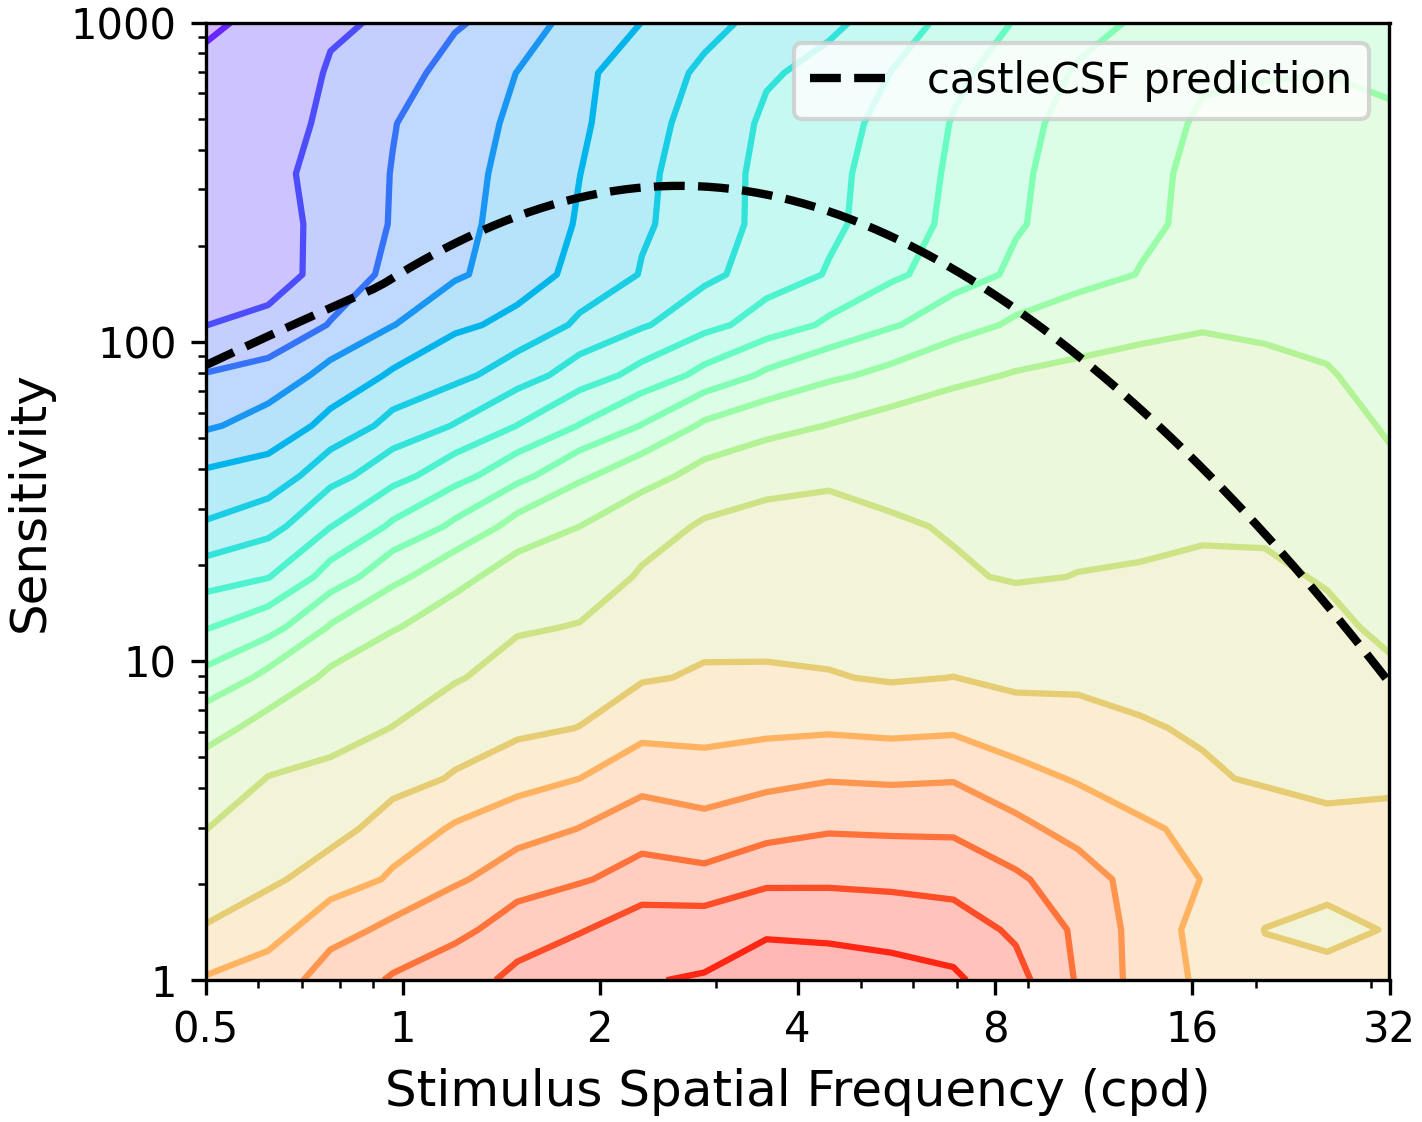 castleCSF prediction
1000
100
10
1
Sensitivity
0.5 1 2 4 8 16 32
Stimulus Spatial Frequency (cpd)